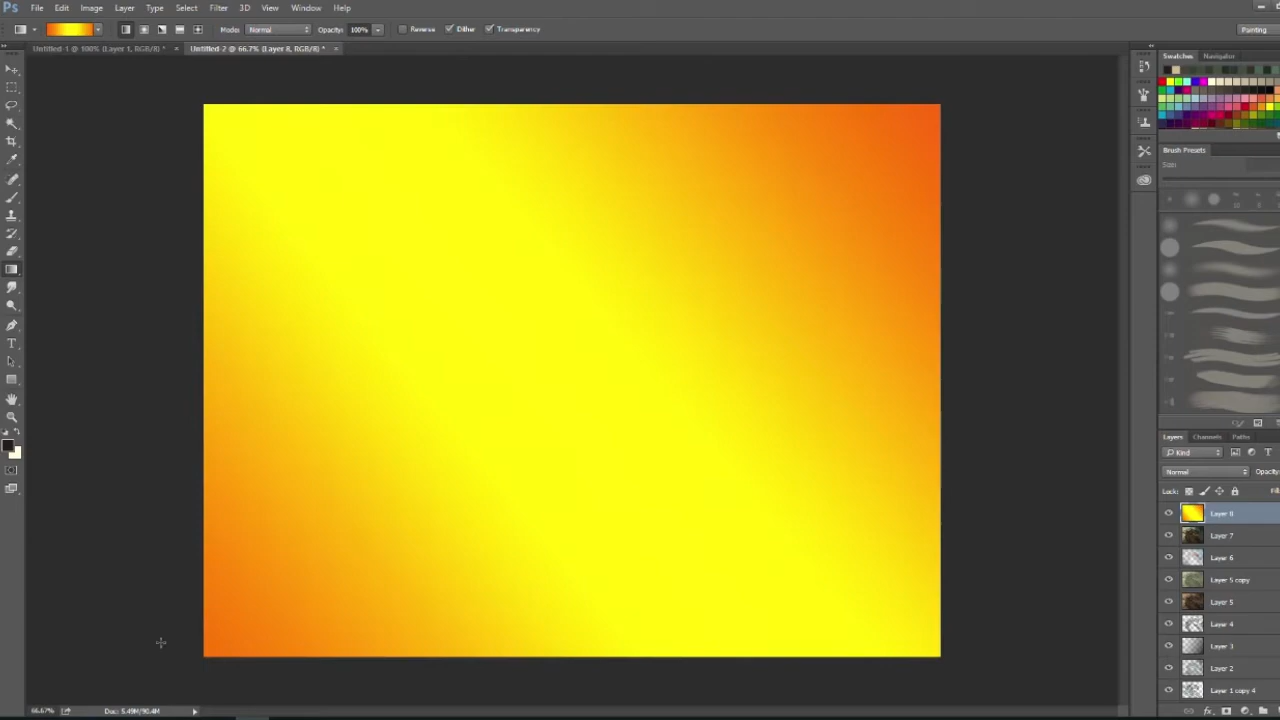 Ps File Edit Image Layer Type Select Filter 3D View Window Help
Mode: Normal Opacity: 100% Reverse Dither Transparency Painting
Untitled-1 @ 100% (Layer 1, RGB/8) * × Untitled-2 @ 66.7% (Layer 8, RGB/8) * ×
Swatches Navigator
Brush Presets
Size
Layers Channels Paths
Kind
Normal Opacity:
Lock: Fil
Layer 8
Layer 7
Layer 6
Layer 5 copy
Layer 5
Layer 4
Layer 3
Layer 2
Layer 1 copy 4
66.67% Doc: 5.49M/90.4M